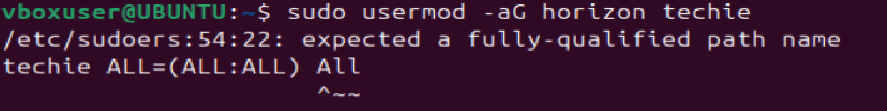 vboxuser@UBUNTU:~$ sudo usermod -aG horizon techie
/etc/sudoers:54:22: expected a fully-qualified path name
techie ALL=(ALL:ALL) All
                     ^~~